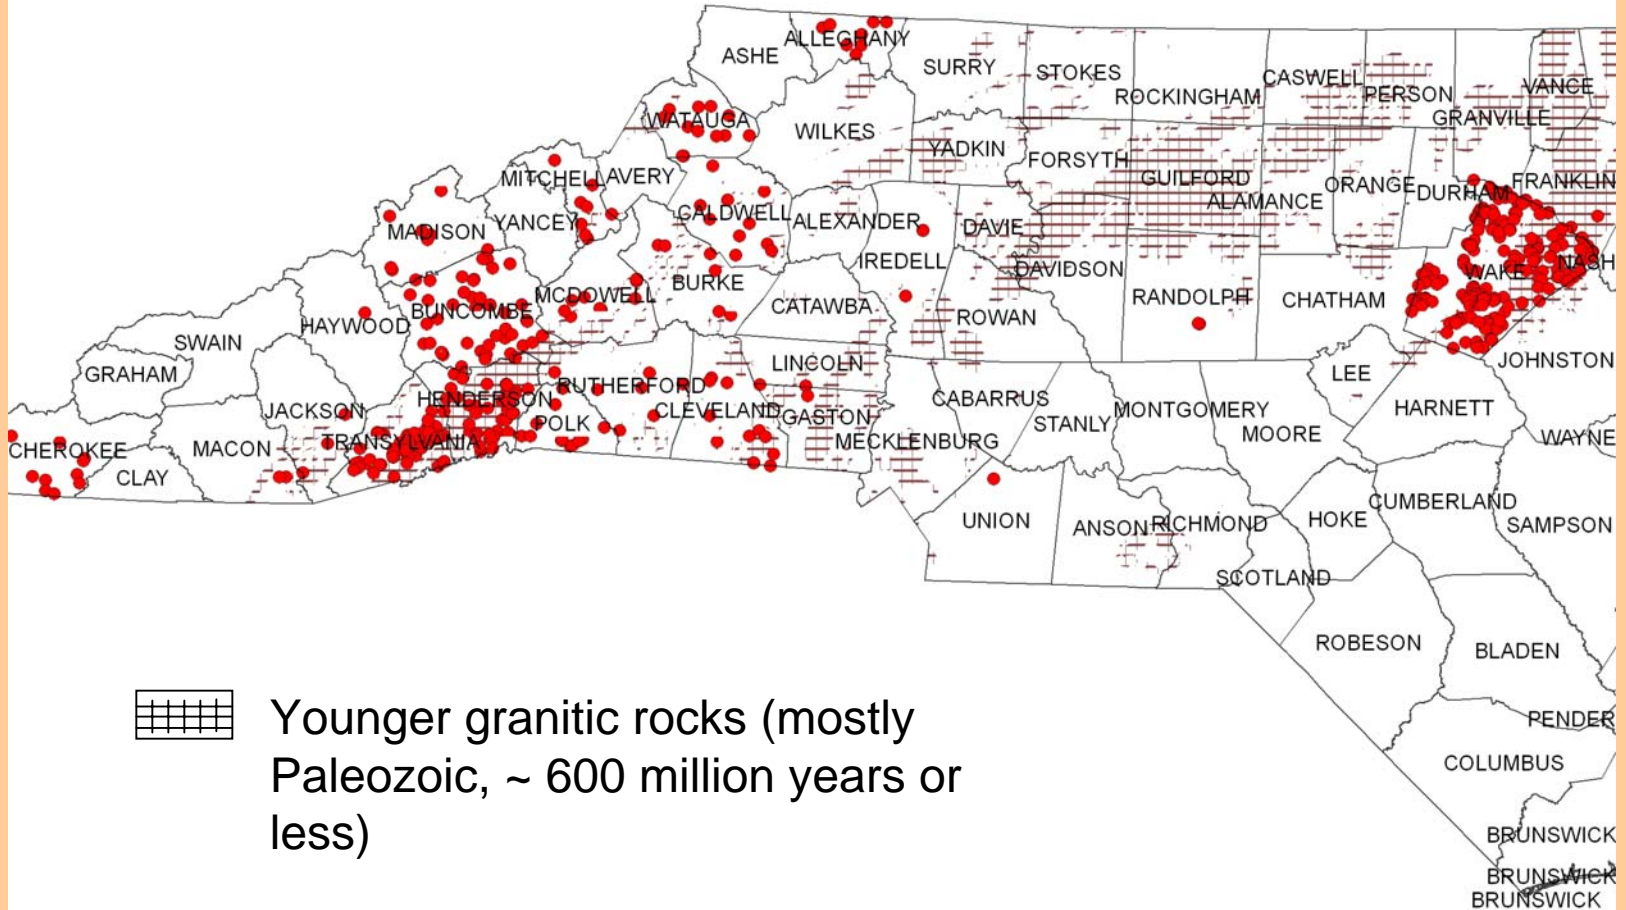 ALLEGHANY
ASHE
SURRY
STOKES
CASWELL
PERSON
VANCE
ROCKINGHAM
GRANVILLE
WATAUGA
WILKES
YADKIN
FORSYTH
GUILFORD
ALAMANCE
ORANGE
DURHAM
FRANKLIN
MITCHELL
AVERY
YANCEY
MADISON
CALDWELL
ALEXANDER
DAVIE
IREDELL
DAVIDSON
WAKE
NASH
BURKE
MCDOWELL
BUNCOMBE
HAYWOOD
CATAWBA
ROWAN
RANDOLPH
CHATHAM
SWAIN
GRAHAM
LINCOLN
LEE
JOHNSTON
RUTHERFORD
HENDERSON
JACKSON
POLK
CLEVELAND
GASTON
CABARRUS
STANLY
MONTGOMERY
HARNETT
CHEROKEE
MACON
TRANSYLVANIA
MECKLENBURG
MOORE
WAYNE
CLAY
UNION
ANSON
RICHMOND
HOKE
CUMBERLAND
SAMPSON
SCOTLAND
ROBESON
BLADEN
PENDER
COLUMBUS
BRUNSWICK
BRUNSWICK
BRUNSWICK
Younger granitic rocks (mostly
Paleozoic, ~ 600 million years or
less)